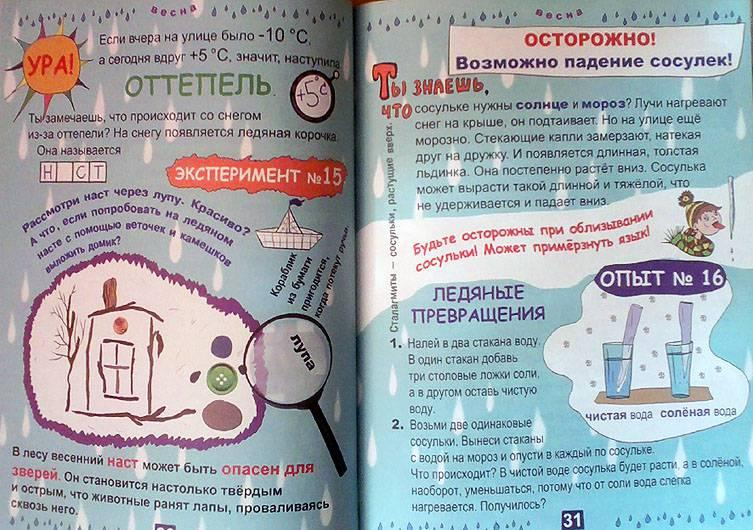 весна
УРА!
Если вчера на улице было -10 °С,
а сегодня вдруг +5 °С, значит, наступила
ОТТЕПЕЛЬ.
+5°С
Ты замечаешь, что происходит со снегом
из-за оттепели? На снегу появляется ледяная корочка.
Она называется
Н СТ
ЭКСПЕРИМЕНТ №15
Рассмотри наст через лупу. Красиво?
А что, если попробовать на ледяном
насте с помощью веточек и камешков
выложить домик?
Кораблик
из бумаги
пригодится,
когда потекут ручьи.
лупа
В лесу весенний наст может быть опасен для
зверей. Он становится настолько твёрдым
и острым, что животные ранят лапы, проваливаясь
сквозь него.
весна
ОСТОРОЖНО!
Возможно падение сосулек!
Ты знаешь,
что сосульке нужны солнце и мороз? Лучи нагревают
снег на крыше, он подтаивает. Но на улице ещё
морозно. Стекающие капли замерзают, натекая
друг на дружку. И появляется длинная, толстая
льдинка. Она постепенно растёт вниз. Сосулька
может вырасти такой длинной и тяжёлой, что
не удерживается и падает вниз.
Сталагмиты – сосульки, растущие вверх.
Будьте осторожны при облизывании
сосульки! Может примёрзнуть язык!
ОПЫТ № 16
ЛЕДЯНЫЕ
ПРЕВРАЩЕНИЯ
1. Налей в два стакана воду.
В один стакан добавь
три столовые ложки соли,
а в другом оставь чистую
воду.
2. Возьми две одинаковые
сосульки. Вынеси стаканы
с водой на мороз и опусти в каждый по сосульке.
Что происходит? В чистой воде сосулька будет расти, а в солёной,
наоборот, уменьшаться, потому что от соли вода слегка
нагревается. Получилось?
чистая вода солёная вода
31